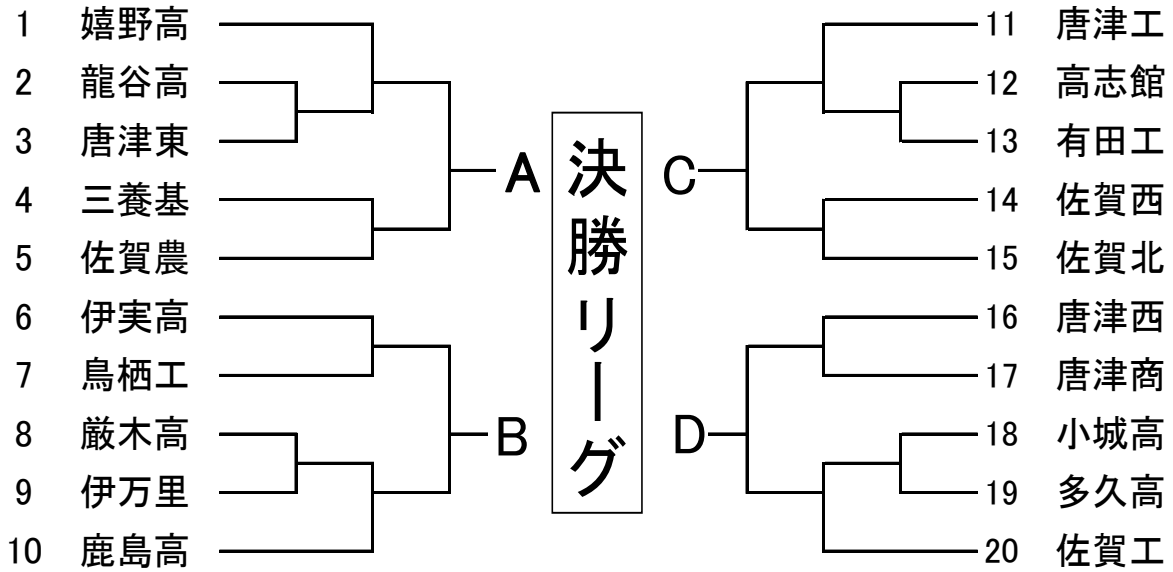 1 嬉野高
2 龍谷高
3 唐津東
4 三養基
5 佐賀農
6 伊実高
7 鳥栖工
8 厳木高
9 伊万里
10 鹿島高
A
B
決勝リーグ
C
D
11 唐津工
12 高志館
13 有田工
14 佐賀西
15 佐賀北
16 唐津西
17 唐津商
18 小城高
19 多久高
20 佐賀工